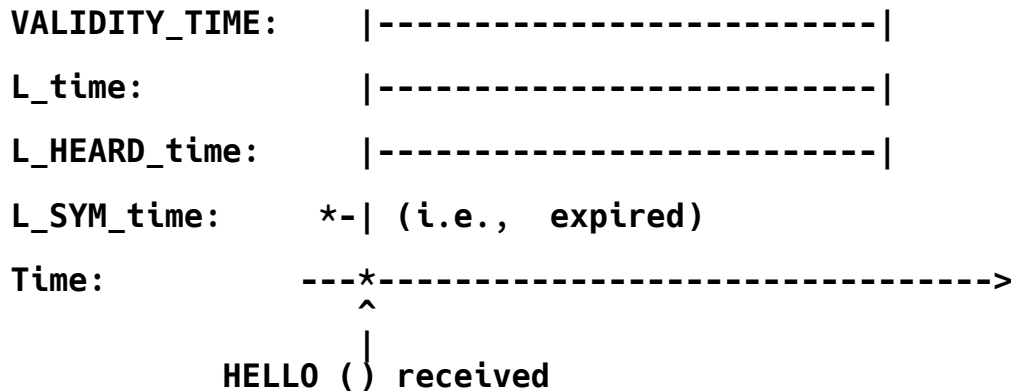 VALIDITY_TIME:    |--------------------------|
L_time:           |--------------------------|
L_HEARD_time:     |--------------------------|
L_SYM_time:     *-| (i.e.,  expired)
Time:          ---*-------------------------------->
                  ^
                  |
           HELLO () received